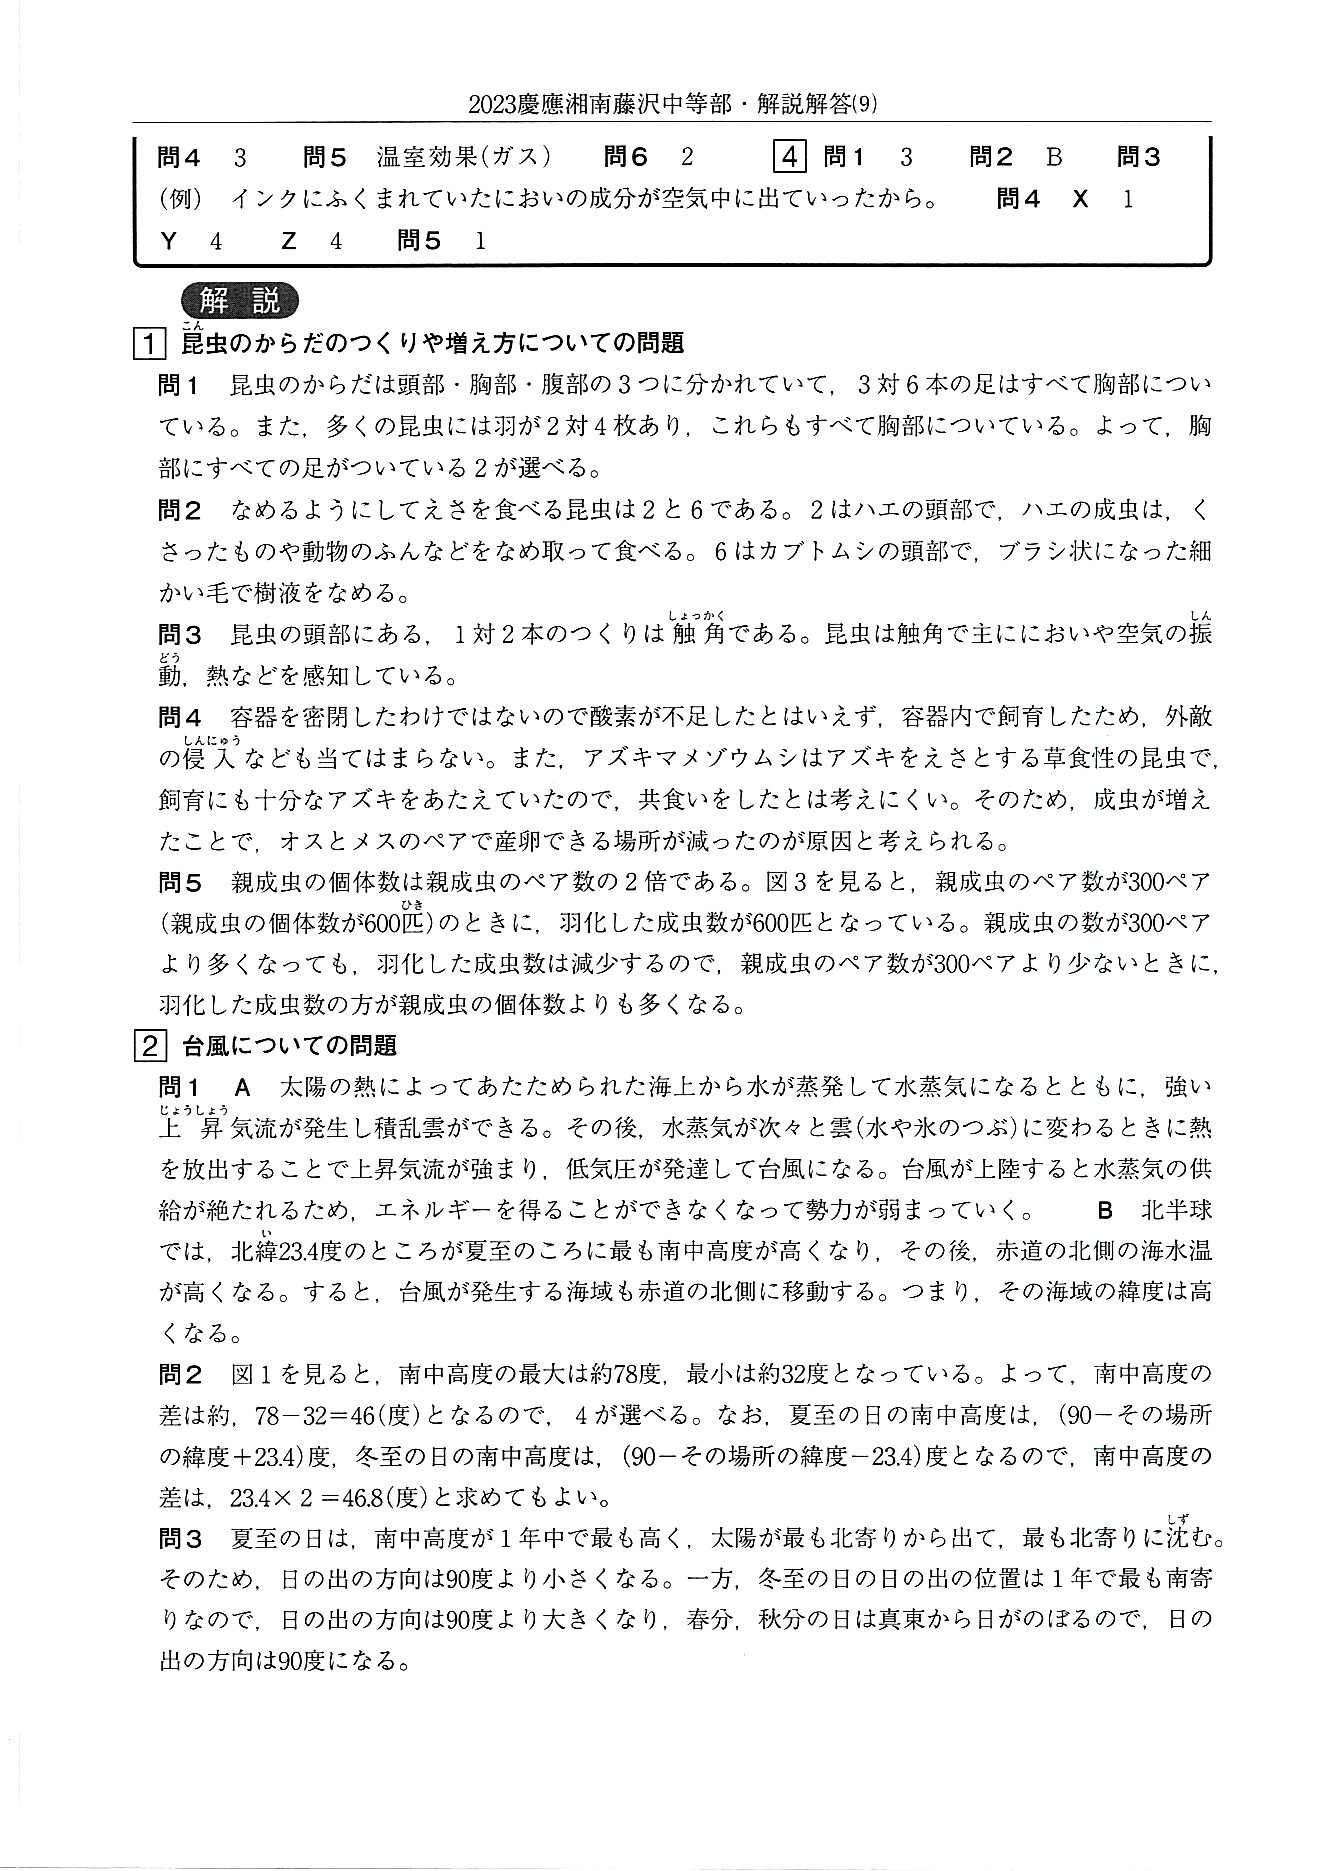 2023慶應湘南藤沢中等部・解説解答(9)
問4　3　　問5　温室効果(ガス)　　問6　2　　4 問1　3　　問2　B　　問3
(例)　インクにふくまれていたにおいの成分が空気中に出ていったから。　　問4　X　1
Y　4　　Z　4　　問5　1
解　説
1 昆虫のからだのつくりや増え方についての問題
問1　昆虫のからだは頭部・胸部・腹部の3つに分かれていて，3対6本の足はすべて胸部につい
ている。また，多くの昆虫には羽が2対4枚あり，これらもすべて胸部についている。よって，胸
部にすべての足がついている2が選べる。
問2　なめるようにしてえさを食べる昆虫は2と6である。2はハエの頭部で，ハエの成虫は，く
さったものや動物のふんなどをなめ取って食べる。6はカブトムシの頭部で，ブラシ状になった細
かい毛で樹液をなめる。
問3　昆虫の頭部にある，1対2本のつくりは触角である。昆虫は触角で主ににおいや空気の振
動，熱などを感知している。
問4　容器を密閉したわけではないので酸素が不足したとはいえず，容器内で飼育したため，外敵
の侵入なども当てはまらない。また，アズキマメゾウムシはアズキをえさとする草食性の昆虫で，
飼育にも十分なアズキをあたえていたので，共食いをしたとは考えにくい。そのため，成虫が増え
たことで，オスとメスのペアで産卵できる場所が減ったのが原因と考えられる。
問5　親成虫の個体数は親成虫のペア数の2倍である。図3を見ると，親成虫のペア数が300ペア
(親成虫の個体数が600匹)のときに，羽化した成虫数が600匹となっている。親成虫の数が300ペア
より多くなっても，羽化した成虫数は減少するので，親成虫のペア数が300ペアより少ないときに，
羽化した成虫数の方が親成虫の個体数よりも多くなる。
2 台風についての問題
問1　A　太陽の熱によってあたためられた海上から水が蒸発して水蒸気になるとともに，強い
上昇気流が発生し積乱雲ができる。その後，水蒸気が次々と雲(水や氷のつぶ)に変わるときに熱
を放出することで上昇気流が強まり，低気圧が発達して台風になる。台風が上陸すると水蒸気の供
給が絶たれるため，エネルギーを得ることができなくなって勢力が弱まっていく。　　B　北半球
では，北緯23.4度のところが夏至のころに最も南中高度が高くなり，その後，赤道の北側の海水温
が高くなる。すると，台風が発生する海域も赤道の北側に移動する。つまり，その海域の緯度は高
くなる。
問2　図1を見ると，南中高度の最大は約78度，最小は約32度となっている。よって，南中高度の
差は約，78－32＝46(度)となるので，4が選べる。なお，夏至の日の南中高度は，(90－その場所
の緯度＋23.4)度，冬至の日の南中高度は，(90－その場所の緯度－23.4)度となるので，南中高度の
差は，23.4×2＝46.8(度)と求めてもよい。
問3　夏至の日は，南中高度が1年中で最も高く，太陽が最も北寄りから出て，最も北寄りに沈む。
そのため，日の出の方向は90度より小さくなる。一方，冬至の日の日の出の位置は1年で最も南寄
りなので，日の出の方向は90度より大きくなり，春分，秋分の日は真東から日がのぼるので，日の
出の方向は90度になる。